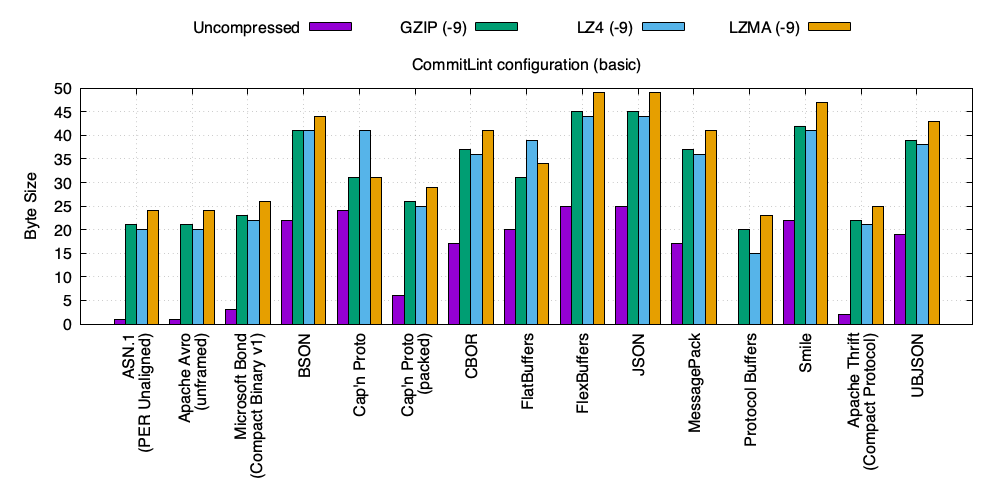 Uncompressed GZIP (-9) LZ4 (-9) LZMA (-9)
CommitLint configuration (basic)
Byte Size
50
45
40
35
30
25
20
15
10
5
0
ASN.1
(PER Unaligned)
Apache Avro
(unframed)
Microsoft Bond
(Compact Binary v1)
BSON
Cap'n Proto
Cap'n Proto
(packed)
CBOR
FlatBuffers
FlexBuffers
JSON
MessagePack
Protocol Buffers
Smile
Apache Thrift
(Compact Protocol)
UBJSON